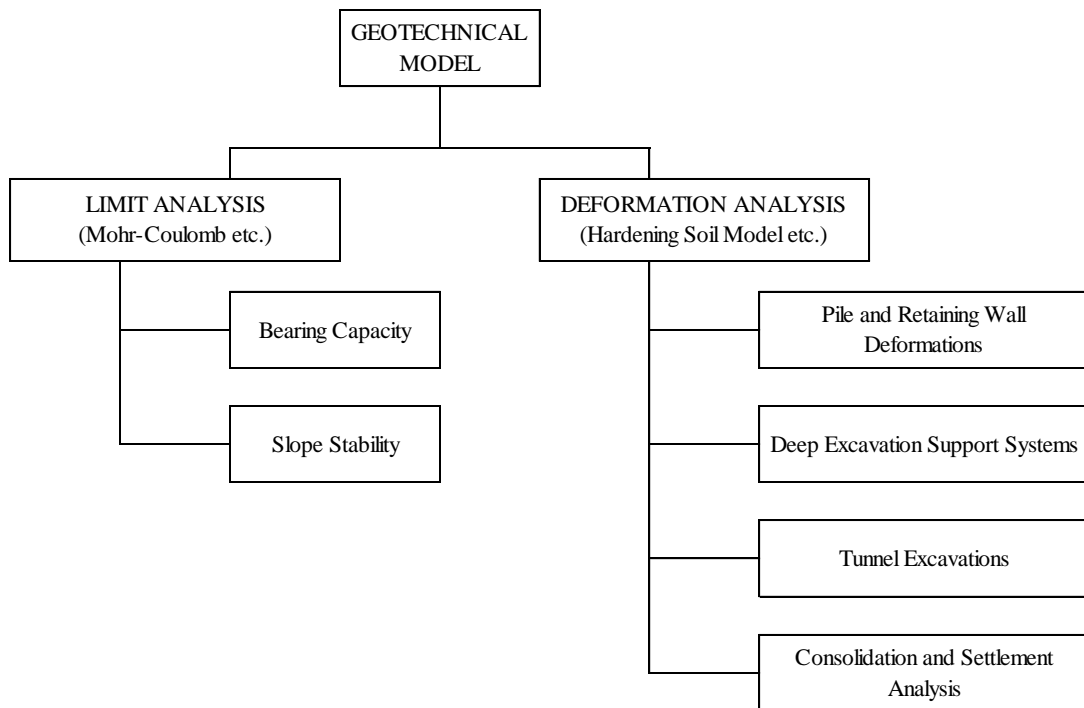 GEOTECHNICAL
MODEL
LIMIT ANALYSIS
(Mohr-Coulomb etc.)
DEFORMATION ANALYSIS
(Hardening Soil Model etc.)
Bearing Capacity
Slope Stability
Pile and Retaining Wall
Deformations
Deep Excavation Support Systems
Tunnel Excavations
Consolidation and Settlement
Analysis